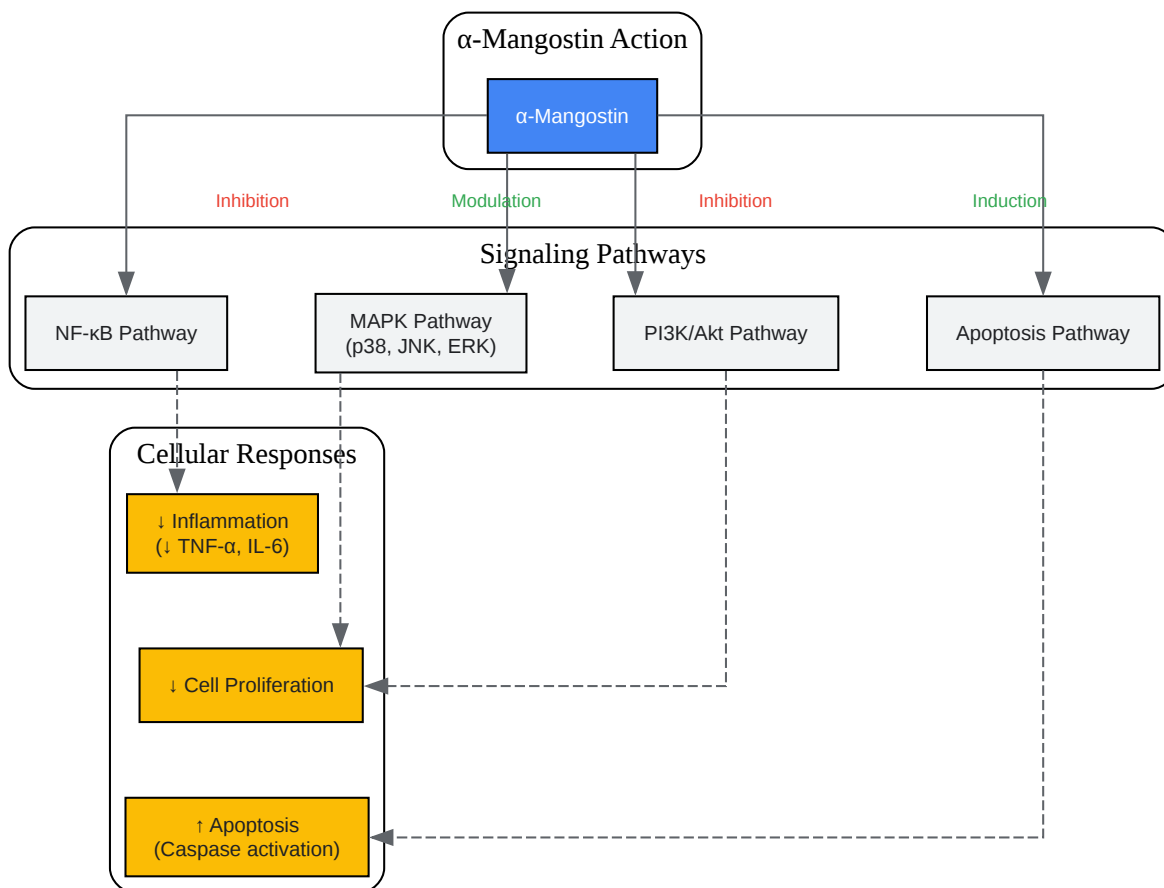 α-Mangostin Action
α-Mangostin
Inhibition
Modulation
Inhibition
Induction
Signaling Pathways
NF-κB Pathway
MAPK Pathway
(p38, JNK, ERK)
PI3K/Akt Pathway
Apoptosis Pathway
Cellular Responses
↓ Inflammation
(↓ TNF-α, IL-6)
↓ Cell Proliferation
↑ Apoptosis
(Caspase activation)